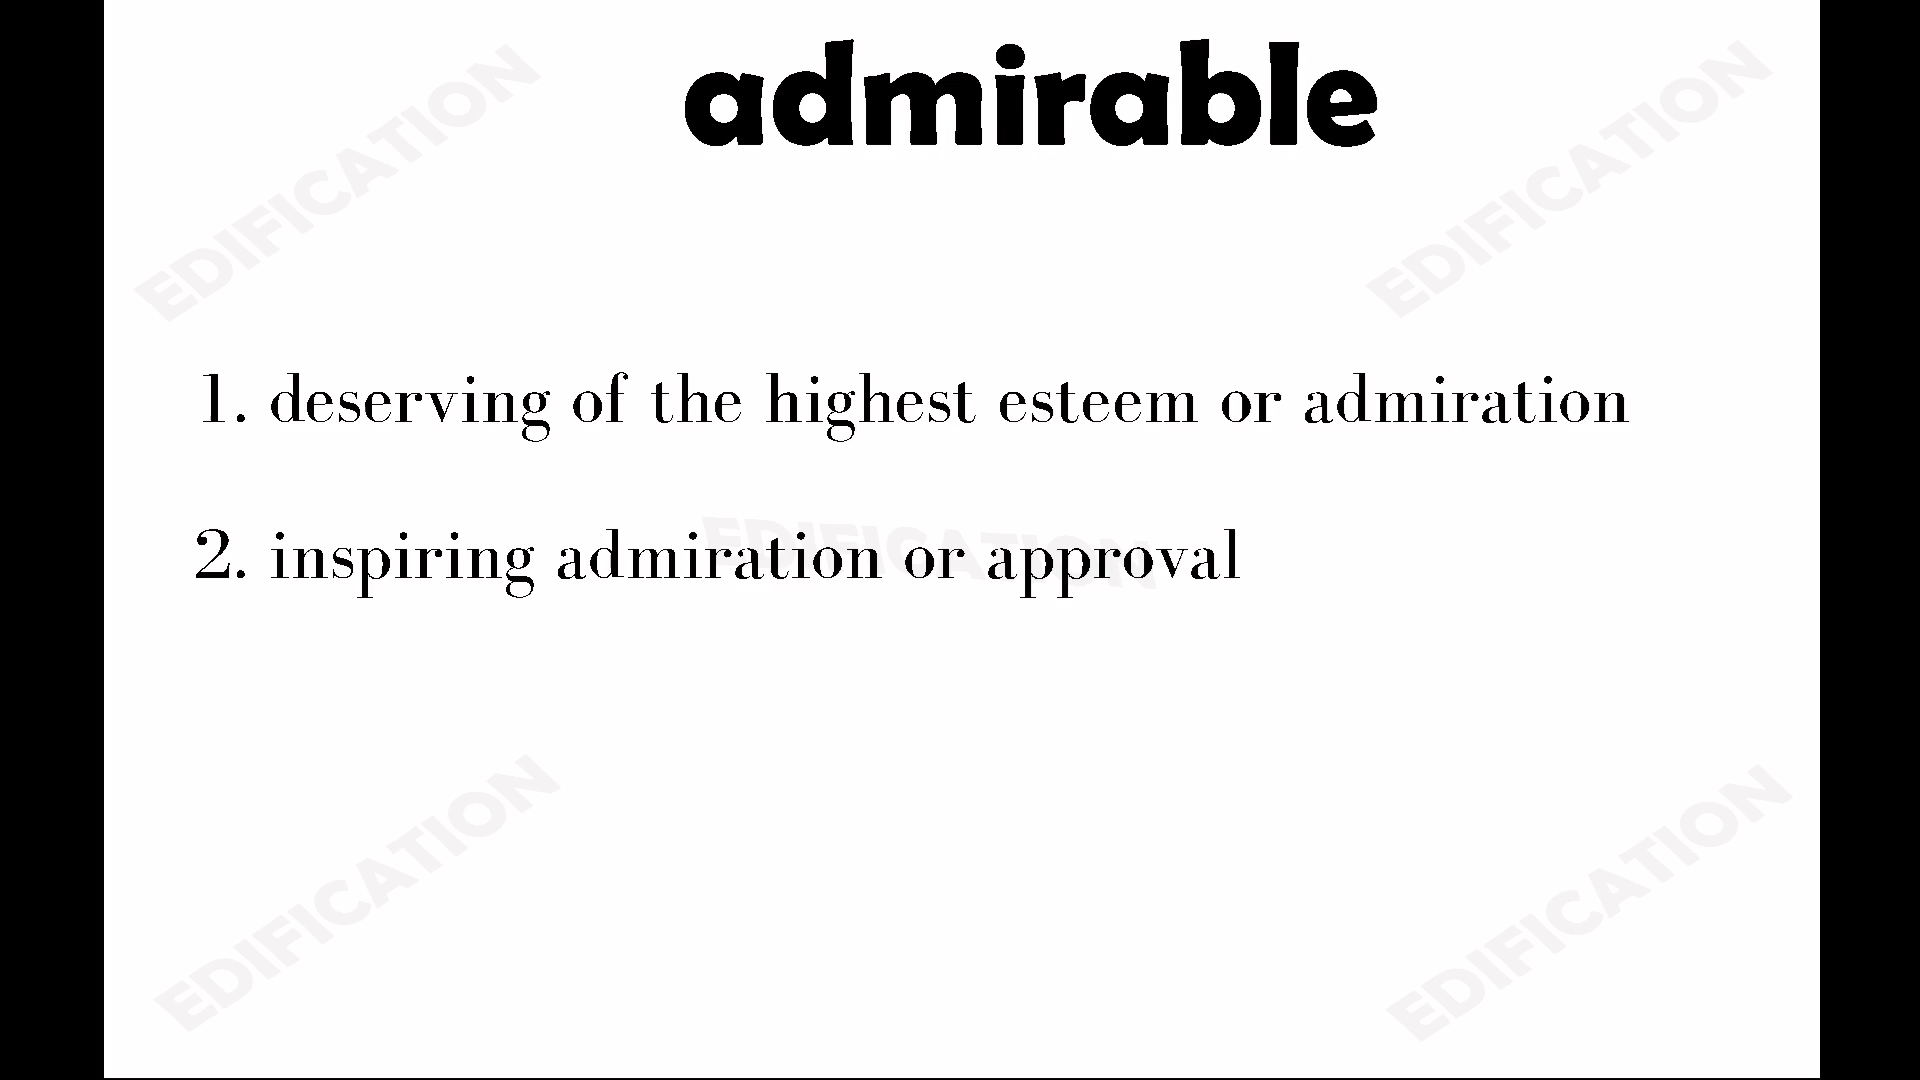 admirable
EDIFICATION
EDIFICATION
1. deserving of the highest esteem or admiration
2. inspiring admiration or approval
EDIFICATION
EDIFICATION
EDIFICATION